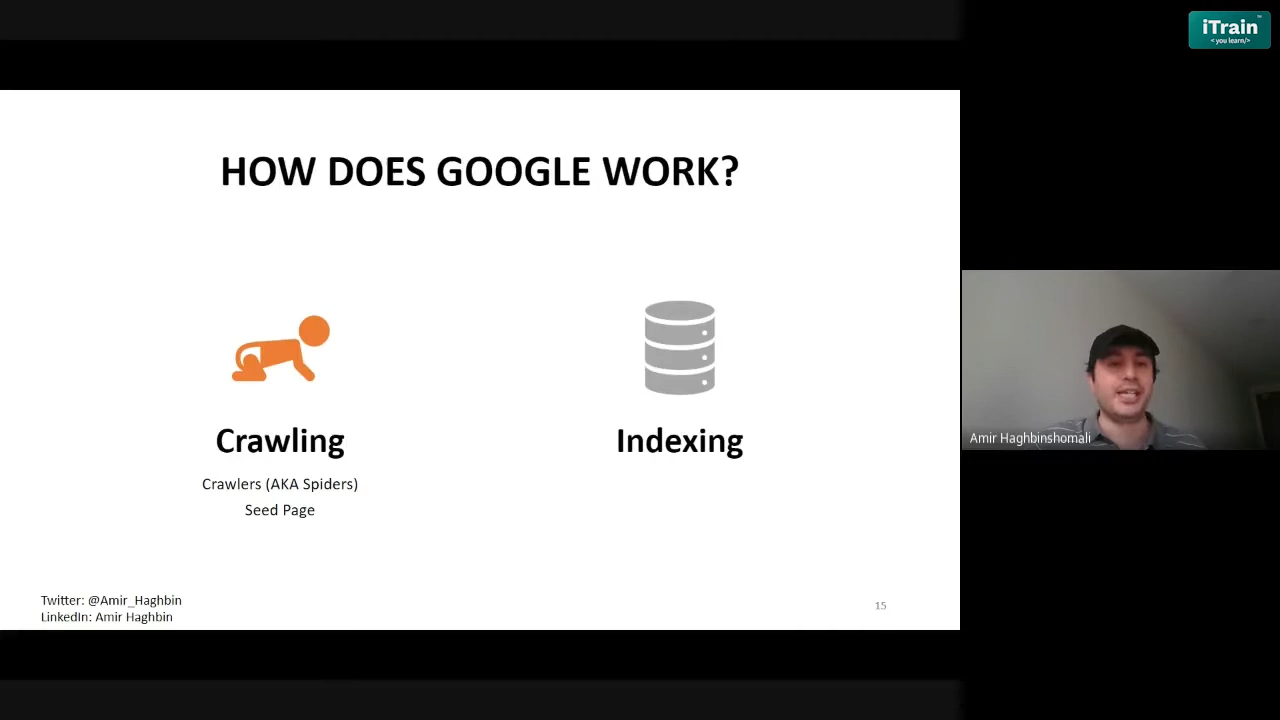 iTrain
< you learn/>
HOW DOES GOOGLE WORK?
Crawling
Indexing
Crawlers (AKA Spiders)
Seed Page
Amir Haghbinshomali
Twitter: @Amir_Haghbin
LinkedIn: Amir Haghbin
15